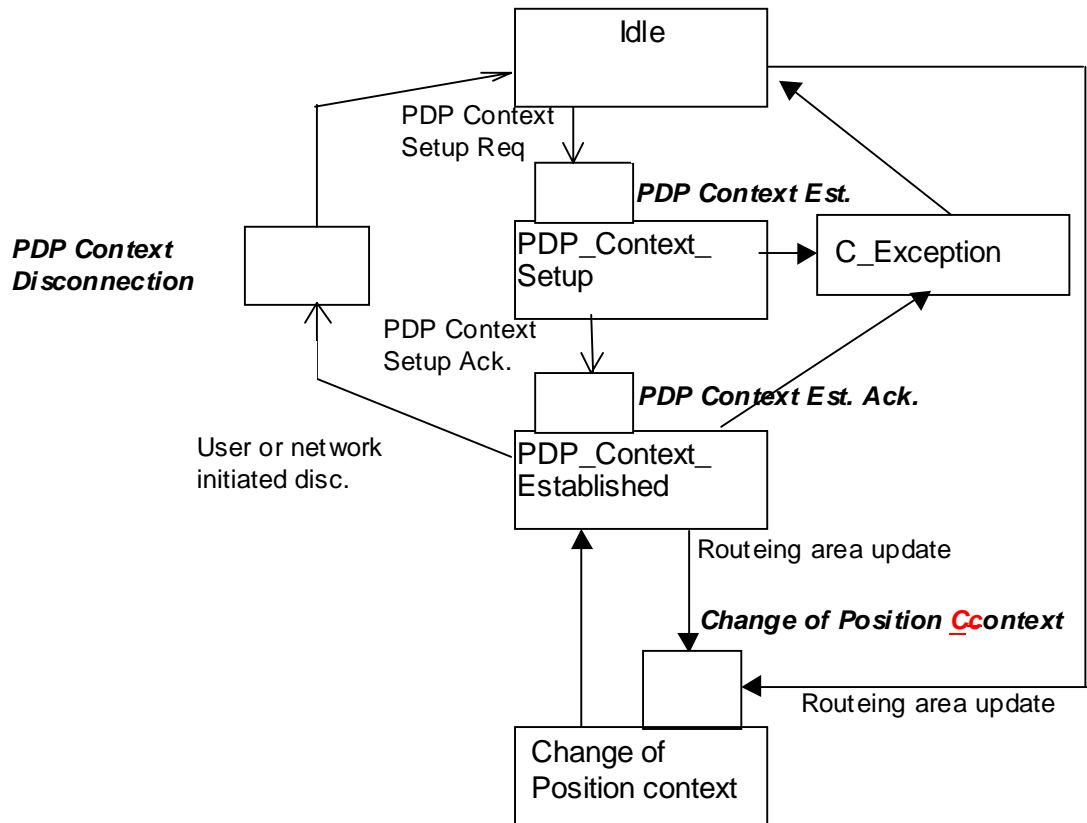 Idle
PDP Context
Setup Req
PDP Context Est.
PDP Context
Disconnection
PDP_Context_
Setup
C_Exception
PDP Context
Setup Ack.
PDP Context Est. Ack.
User or network
initiated disc.
PDP_Context_
Established
Routeing area update
Change of Position Ccontext
Routeing area update
Change of
Position context